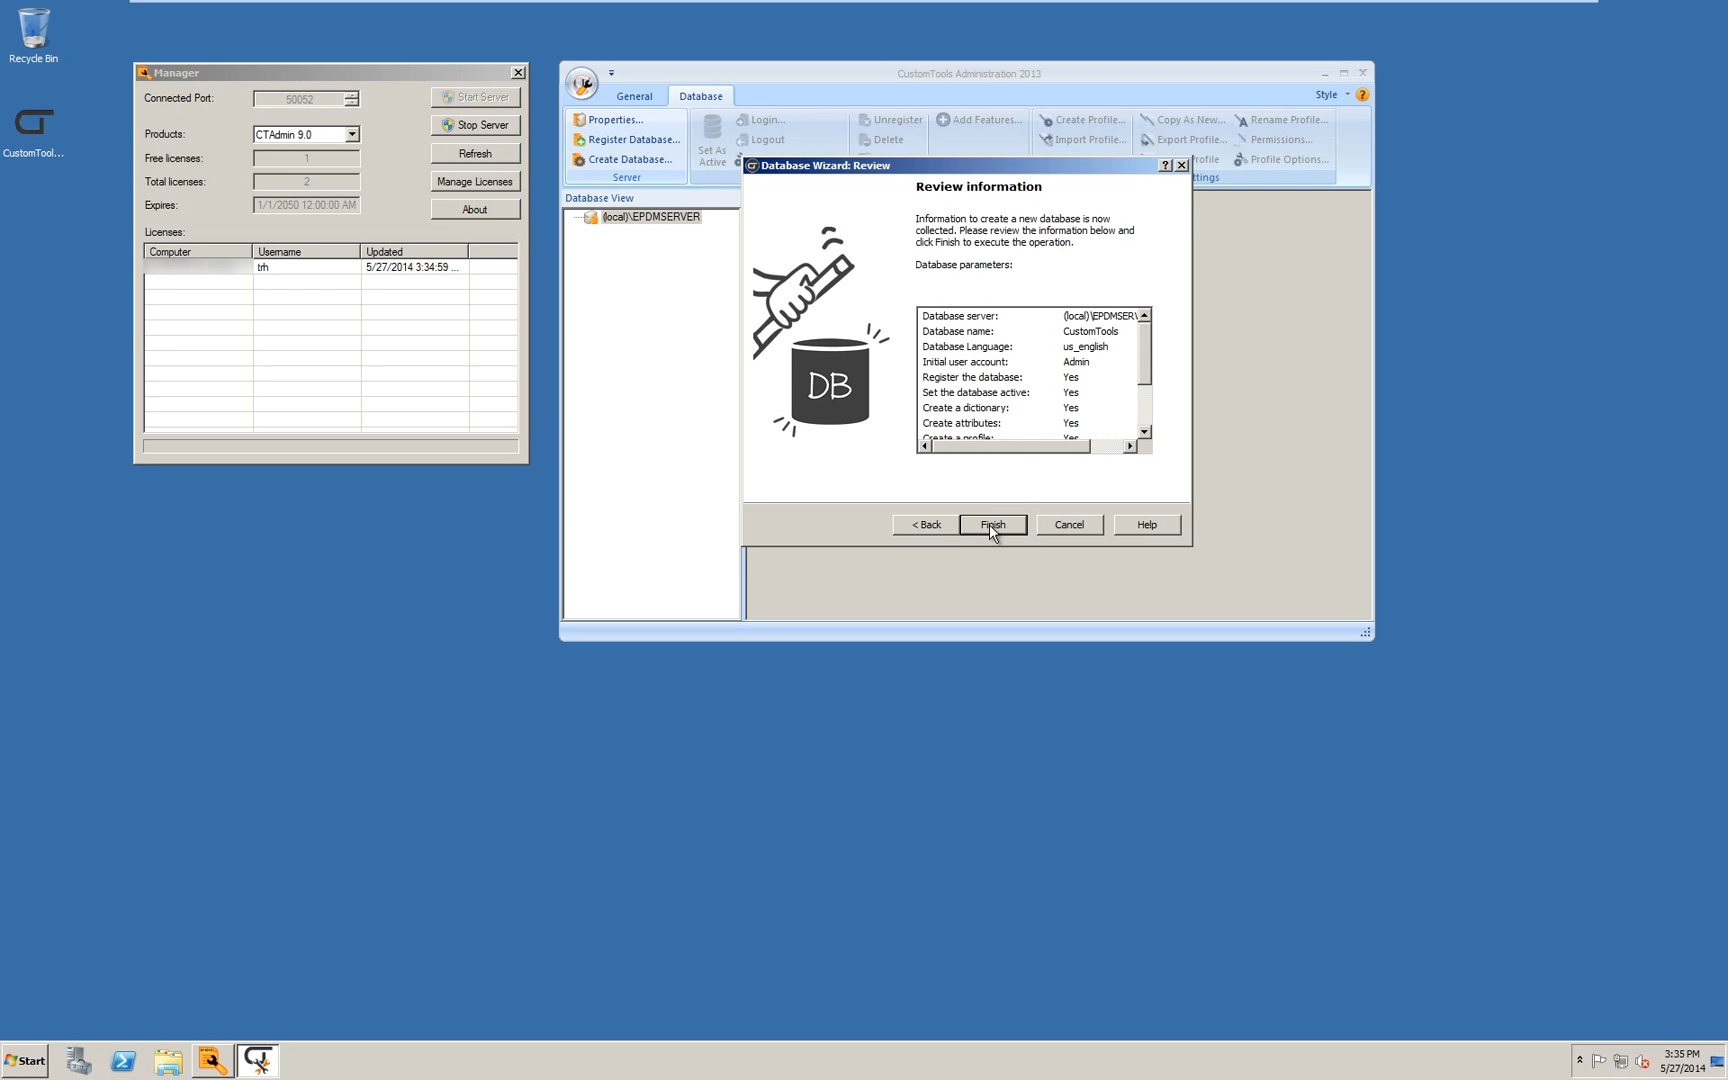 Recycle Bin
CustomTool...
Manager
Connected Port:
50052
Start Server
Stop Server
Products:
CTAdmin 9.0
Refresh
Free licenses:
1
Total licenses:
2
Manage Licenses
Expires:
1/1/2050 12:00:00 AM
About
Licenses:
Computer
Username
Updated
trh
5/27/2014 3:34:59 ...
CustomTools Administration 2013
General
Database
Style
Properties...
Register Database...
Create Database...
Server
Set As
Active
Login...
Logout
Unregister
Delete
Add Features...
Create Profile...
Import Profile...
Copy As New...
Export Profile...
ofile
Rename Profile...
Permissions...
Profile Options...
ttings
Database View
(local)\EPDMSERVER
Database Wizard: Review
Review information
Information to create a new database is now
collected. Please review the information below and
click Finish to execute the operation.
Database parameters:
Database server: (local)\EPDMSER
Database name: CustomTools
Database Language: us_english
Initial user account: Admin
Register the database: Yes
Set the database active: Yes
Create a dictionary: Yes
Create attributes: Yes
Create a profile: Yes
DB
< Back
Finish
Cancel
Help
Start
3:35 PM
5/27/2014